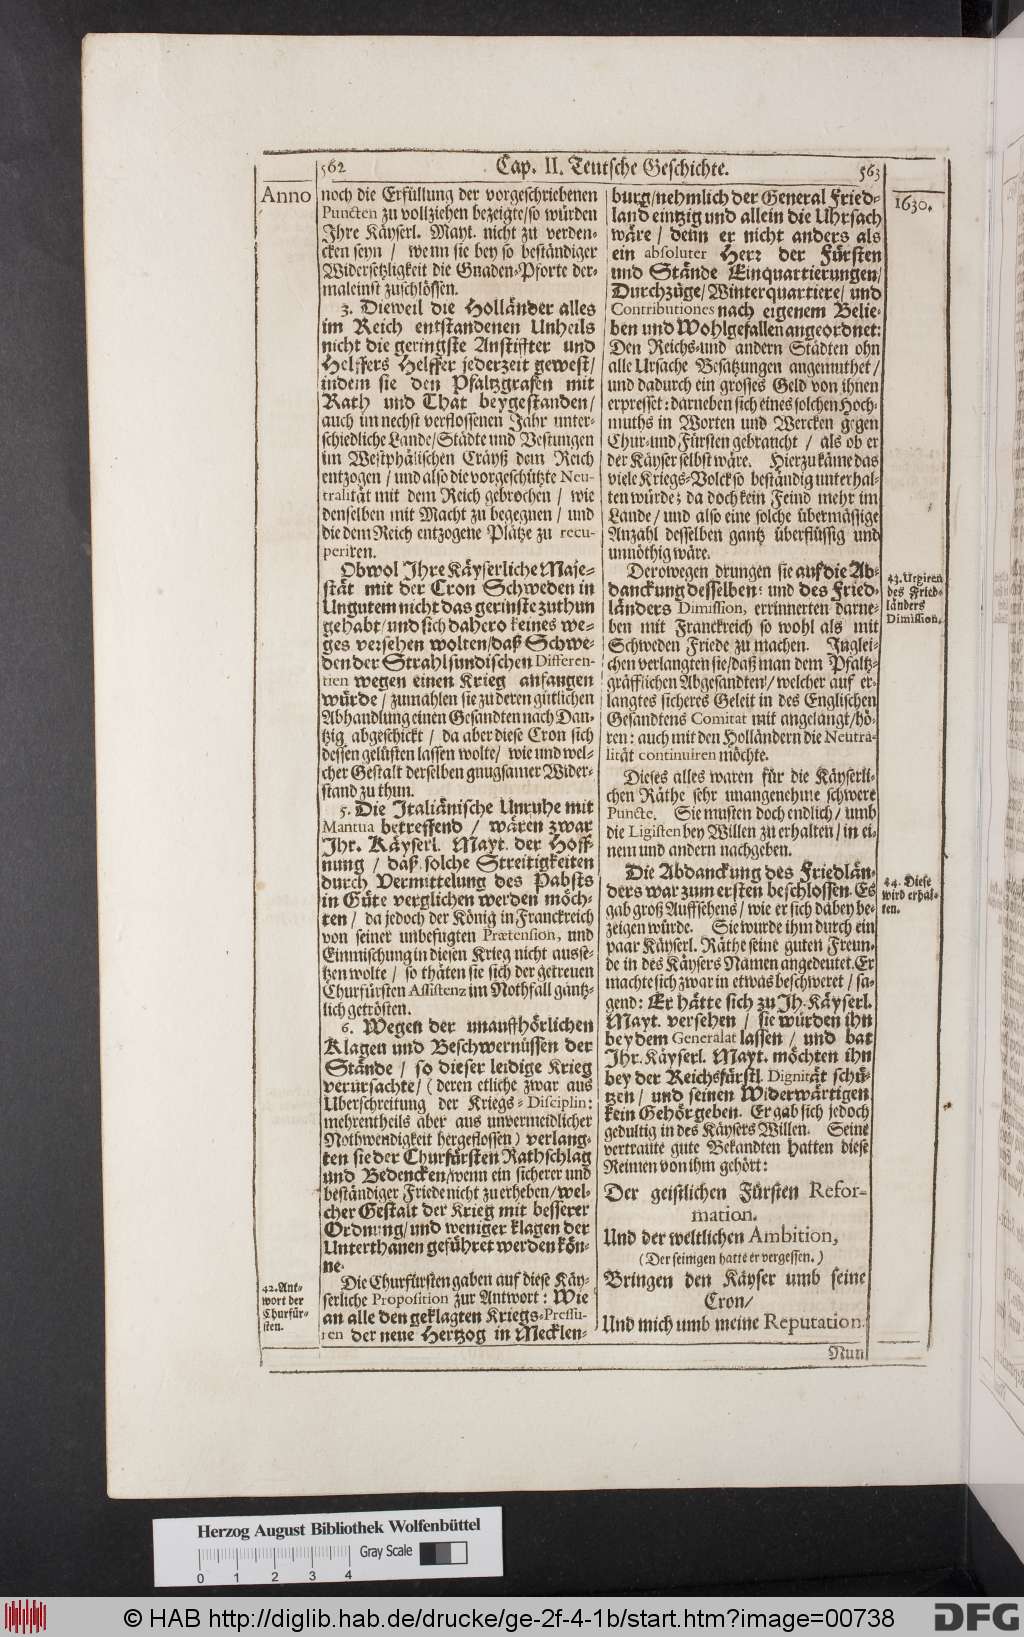 562
Cap. II. Teutsche Geschichte.
563
Anno
noch die Erfüllung der vorgeschriebenen
Puncten zu vollziehen bezeigte/so würden
Ihre Käyserl. Mayt. nicht zu verden-
cken seyn / wenn sie bey so beständiger
Widersetzligkeit die Gnaden-Pforte der-
maleinst zuschlössen.
3. Dieweil die Holländer alles
im Reich entstandenen Unheils
nicht die geringste Anstiffter und
Helffers Helffer jederzeit gewest/
indem sie den Pfaltzgrafen mit
Rath und That beygestanden/
auch im nechst verflossenen Jahr unter-
schiedliche Lande/Städte und Vestungen
im Westphälischen Cräyß dem Reich
entzogen / und also die vorgeschützte Neu-
tralität mit dem Reich gebrochen / wie
denselben mit Macht zu begegnen / und
die dem Reich entzogene Plätze zu recu-
periren.
Obwol Ihre Käyserliche Maje-
stät mit der Cron Schweden in
Ungutem nicht das gerinste zuthun
gehabt/und sich dahero keines we-
ges versehen wolten/daß Schwe-
den der Strahlsundischen Differen-
tien wegen einen Krieg anfangen
würde / zumahlen sie zu deren gütlichen
Abhandlung einen Gesandten nach Dan-
tzig abgeschickt / da aber diese Cron sich
dessen gelüsten lassen wolte/ wie und wel-
cher Gestalt derselben gnugsamer Wider-
stand zu thun.
5. Die Italiänische Unruhe mit
Mantua betreffend / wären zwar
Ihr. Käyserl. Mayt. der Hoff-
nung / daß solche Streitigkeiten
durch Vermittelung des Pabsts
in Güte verglichen werden möch-
ten / da jedoch der König in Franckreich
von seiner unbefugten Prætension, und
Einmischung in diesen Krieg nicht ausse-
tzen wolte / so thäten sie sich der getreuen
Churfürsten Assistenz im Nothfall gäntz-
lich getrösten.
6. Wegen der unauffhörlichen
Klagen und Beschwernüssen der
Stände / so dieser leidige Krieg
verursachte/ (deren etliche zwar aus
Uberschreitung der Kriegs-Disciplin;
mehrentheils aber aus unvermeidlicher
Nothwendigkeit hergeflossen) verlang-
ten sie der Churfürsten Rathschlag
und Bedencken/wenn ein sicherer und
beständiger Friede nicht zu erheben/wel-
cher Gestalt der Krieg mit besserer
Ordnung/und weniger klagen der
Unterthanen geführet werden kön-
ne.
42. Ant-
wort der
Churfür-
sten.
Die Churfürsten gaben auf diese Käy-
serliche Proposition zur Antwort: Wie
an alle den geklagten Kriegs-Pressu-
ren der neue Hertzog in Mecklen-
1630.
burg/nehmlich der General Fried-
land eintzig und allein die Uhrsach
wäre / denn er nicht anders als
ein absoluter Herr der Fürsten
und Stände Einquartierungen/
Durchzüge/Winterquartiere/ und
Contributiones nach eigenem Belie-
ben und Wohlgefallen angeordnet:
Den Reichs-und andern Städten ohn
alle Ursache Besatzungen angemuthet/
und dadurch ein grosses Geld von ihnen
erpresset: darneben sich eines solchen Hoch-
muths in Worten und Wercken gegen
Chur-und Fürsten gebraucht / als ob er
der Käyser selbst wäre. Hierzu käme das
viele Kriegs-Volck so beständig unterhal-
ten würde; da doch kein Feind mehr im
Lande/ und also eine solche übermässige
Anzahl desselben gantz überflüssig und
unnöthig wäre.
43. Urgiren
des Fried-
länders
Dimission.
Derowegen drungen sie auf die Ab-
danckung desselben: und des Fried-
länders Dimission, erinnerten darne-
ben mit Franckreich so wohl als mit
Schweden Friede zu machen. Inglei-
chen verlangten sie/daß man dem Pfaltz-
gräfflichen Abgesandten/ welcher auf er-
langtes sicheres Geleit in des Englischen
Gesandtens Comitat mit angelangt/hö-
ren: auch mit den Holländern die Neutra-
lität continuiren möchte.
Dieses alles waren für die Käyserli-
chen Räthe sehr unangenehme schwere
Puncte. Sie musten doch endlich / umb
die Ligisten bey Willen zu erhalten / in ei-
nem und andern nachgeben.
44. Diese
wird erhal-
ten.
Die Abdanckung des Friedlän-
ders war zum ersten beschlossen. Es
gab groß Auffsehens/ wie er sich dabey be-
zeigen würde. Sie wurde ihm durch ein
paar Käyserl. Räthe seine guten Freun-
de in des Käysers Namen angedeutet. Er
machte sich zwar in etwas beschweret / sa-
gend: Er hätte sich zu Ih. Käyserl.
Mayt. versehen / sie würden ihn
bey dem Generalat lassen / und bat
Ihr. Käyserl. Mayt. möchten ihn
bey der Reichsfürstl. Dignität schü-
tzen / und seinen Widerwärtigen
kein Gehör geben. Er gab sich jedoch
gedultig in des Käysers Willen. Seine
vertraute gute Bekandten hatten diese
Reimen von ihm gehört:
Der geistlichen Fürsten Refor-
mation.
Und der weltlichen Ambition,
(Der seinigen hatte er vergessen.)
Bringen den Käyser umb seine
Cron/
Und mich umb meine Reputation.
Nun
Herzog August Bibliothek Wolfenbüttel
Gray Scale
0 1 2 3 4
© HAB http://diglib.hab.de/drucke/ge-2f-4-1b/start.htm?image=00738
DFG